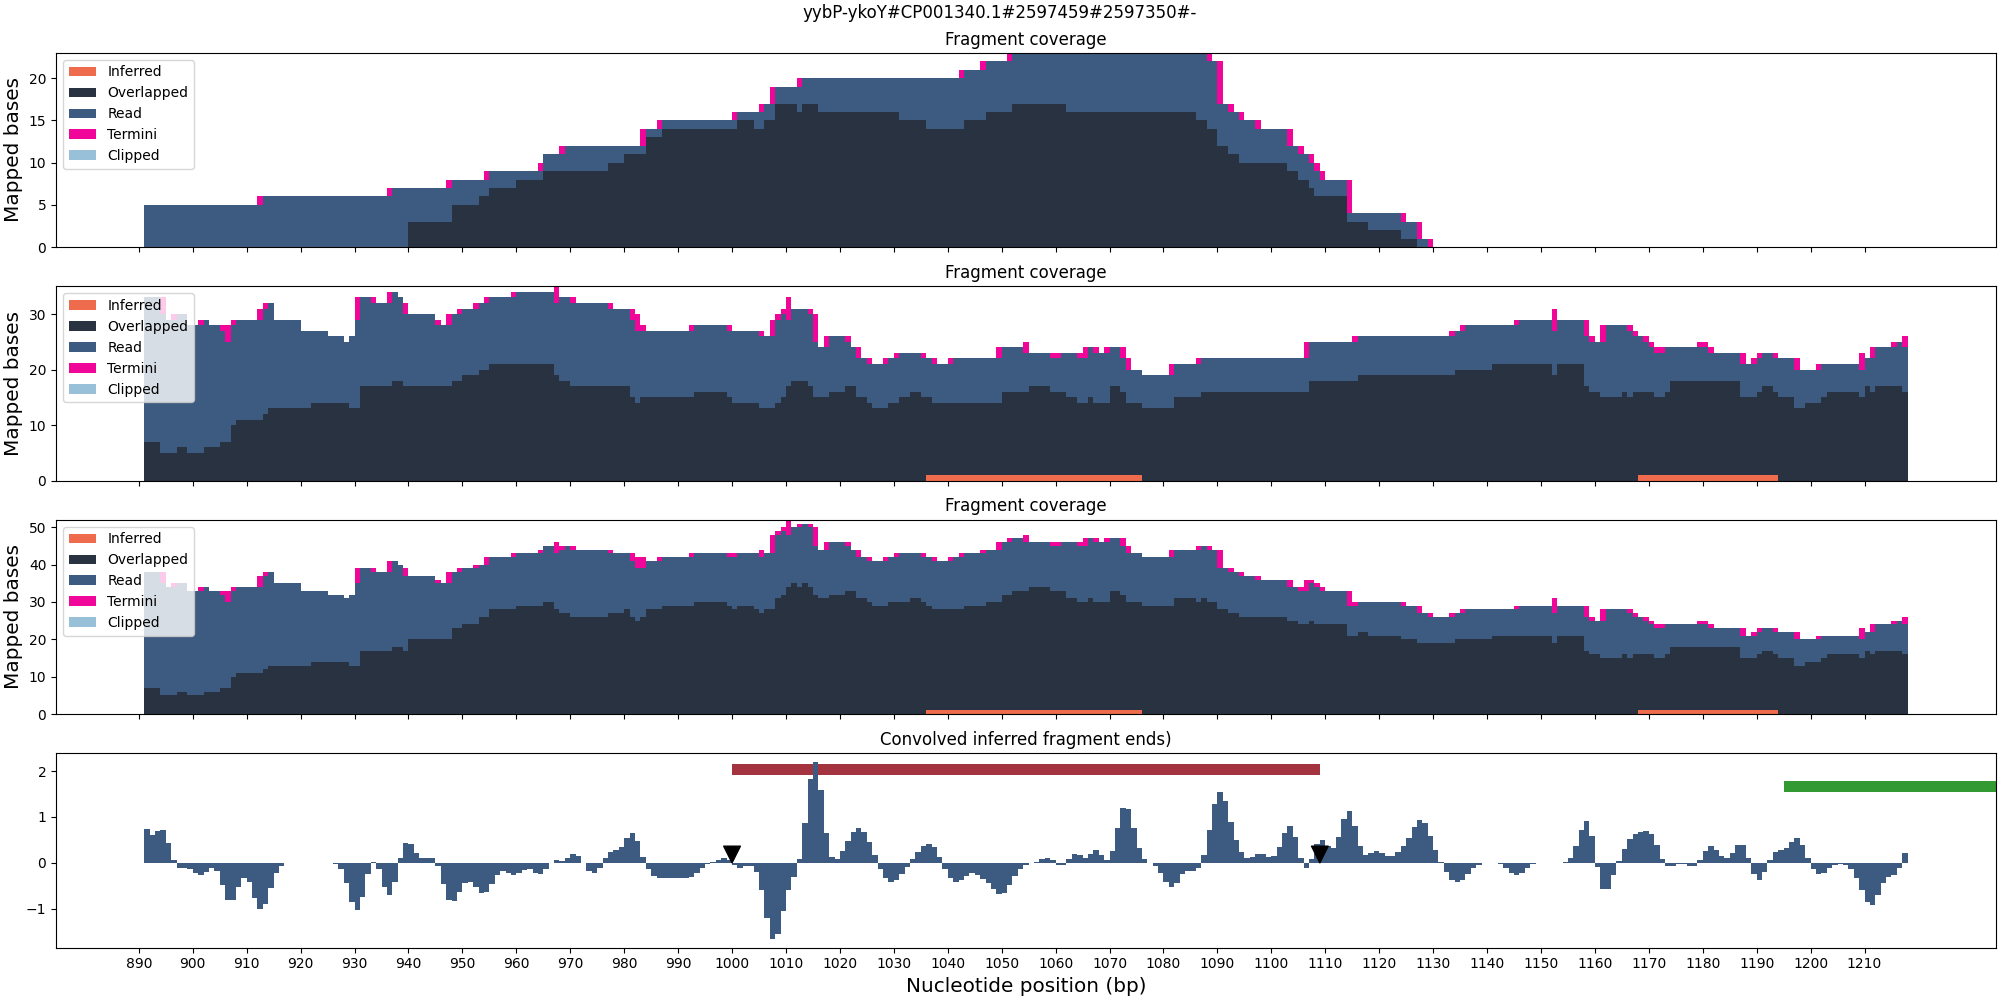 yybP-ykoY#CP001340.1#2597459#2597350#-
Fragment coverage
Mapped bases
20
15
10
5
0
Inferred
Overlapped
Read
Termini
Clipped
Fragment coverage
Mapped bases
30
20
10
0
Inferred
Overlapped
Read
Termini
Clipped
Fragment coverage
Mapped bases
50
40
30
20
10
0
Inferred
Overlapped
Read
Termini
Clipped
Convolved inferred fragment ends)
2
1
0
−1
890 900 910 920 930 940 950 960 970 980 990 1000 1010 1020 1030 1040 1050 1060 1070 1080 1090 1100 1110 1120 1130 1140 1150 1160 1170 1180 1190 1200 1210
Nucleotide position (bp)